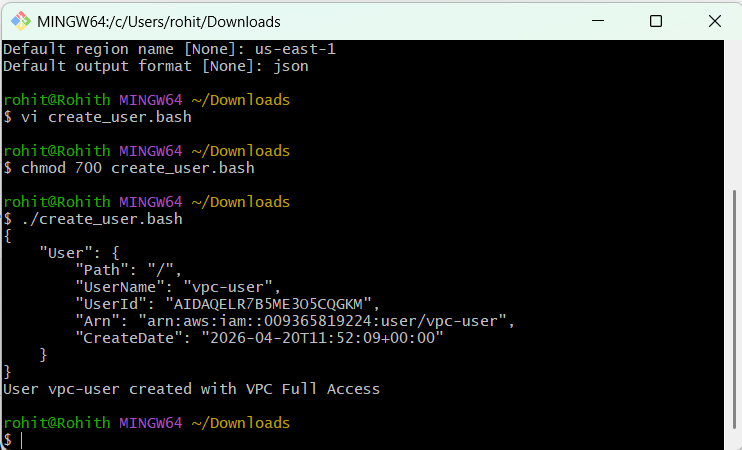 MINGW64:/c/Users/rohit/Downloads
Default region name [None]: us-east-1
Default output format [None]: json
rohit@Rohith MINGW64 ~/Downloads
$ vi create_user.bash
rohit@Rohith MINGW64 ~/Downloads
$ chmod 700 create_user.bash
rohit@Rohith MINGW64 ~/Downloads
$ ./create_user.bash
{
    "User": {
        "Path": "/",
        "UserName": "vpc-user",
        "UserId": "AIDAQELR7B5ME3O5CQGKM",
        "Arn": "arn:aws:iam::009365819224:user/vpc-user",
        "CreateDate": "2026-04-20T11:52:09+00:00"
    }
}
User vpc-user created with VPC Full Access
rohit@Rohith MINGW64 ~/Downloads
$